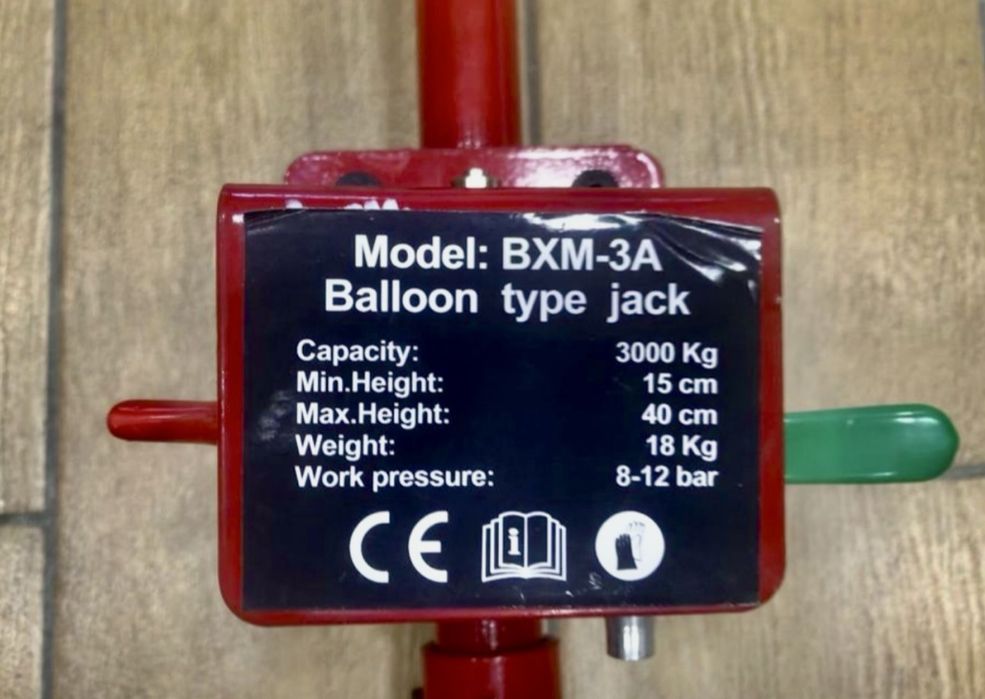 Model: BXM-3A
Balloon type jack
Capacity: 3000 Kg
Min.Height: 15 cm
Max.Height: 40 cm
Weight: 18 Kg
Work pressure: 8-12 bar
CE